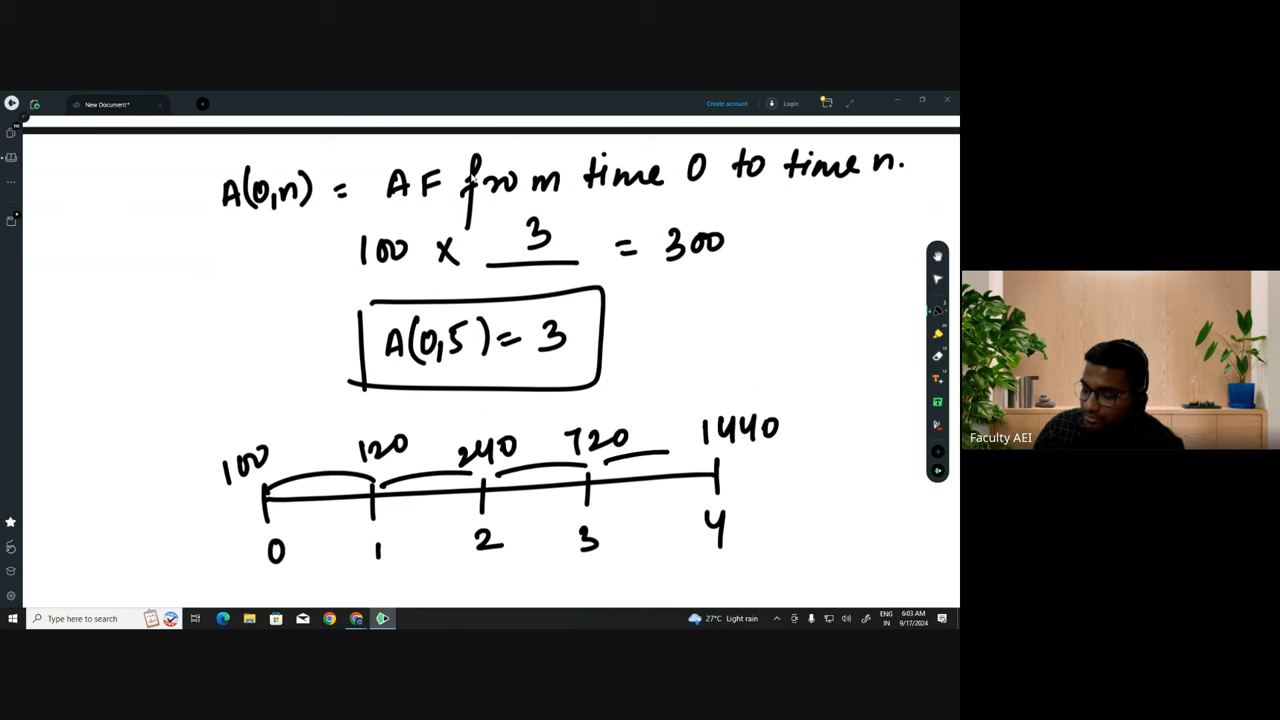 New Document*
Create account
Login
A(0,n) = AF from time 0 to time n.
100 x 3 = 300
A(0,5) = 3
100 120 240 720 1440
0 1 2 3 4
Faculty AEI
Type here to search
27°C Light rain
ENG
IN
6:03 AM
9/17/2024